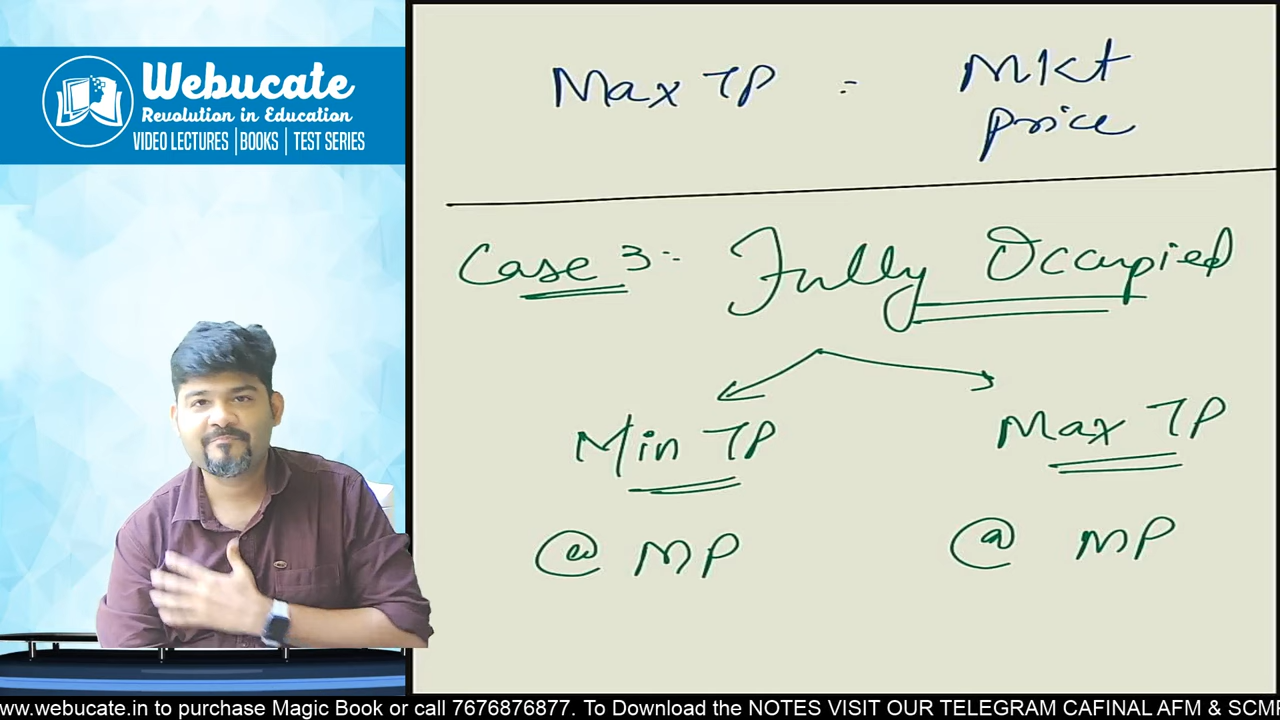 Webucate
Revolution in Education
VIDEO LECTURES | BOOKS | TEST SERIES
Max TP = Mkt
price
Case 3:- Fully Occupied
Min TP Max TP
@ MP @ MP
ww.webucate.in to purchase Magic Book or call 7676876877. To Download the NOTES VISIT OUR TELEGRAM CAFINAL AFM & SCM